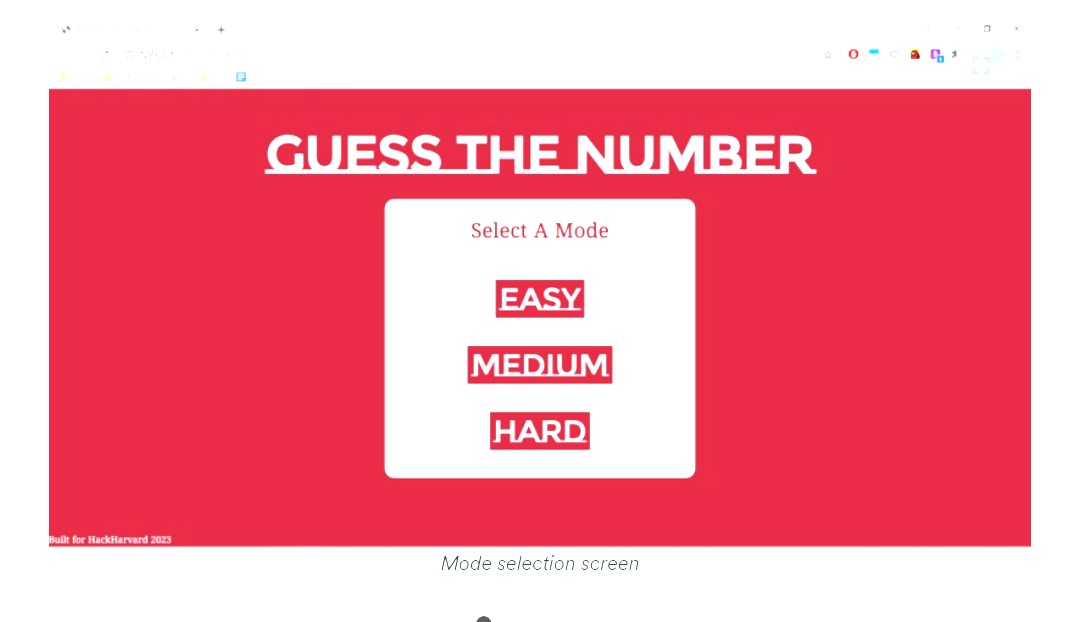 GUESS THE NUMBER
Select A Mode
EASY
MEDIUM
HARD
Built for HackHarvard 2023
Mode selection screen